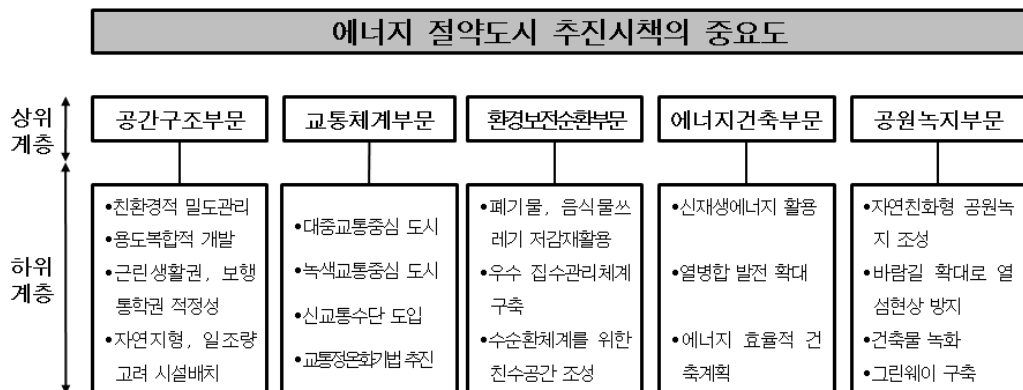 에너지 절약도시 추진시책의 중요도
상위
계층
공간구조부문
교통체계부문
환경보전순환부문
에너지건축부문
공원녹지부문
하위
계층
•친환경적 밀도관리
•용도복합적 개발
•근린생활권, 보행
통학권 적정성
•자연지형, 일조량
고려 시설배치
•대중교통중심 도시
•녹색교통중심 도시
•신교통수단 도입
•교통정온화기법 추진
•폐기물, 음식물쓰
레기 저감재활용
•우수 집수관리체계
구축
•수순환체계를 위한
친수공간 조성
•신재생에너지 활용
•열병합 발전 확대
•에너지 효율적 건
축계획
•자연친화형 공원녹
지 조성
•바람길 확대로 열
섬현상 방지
•건축물 녹화
•그린웨이 구축